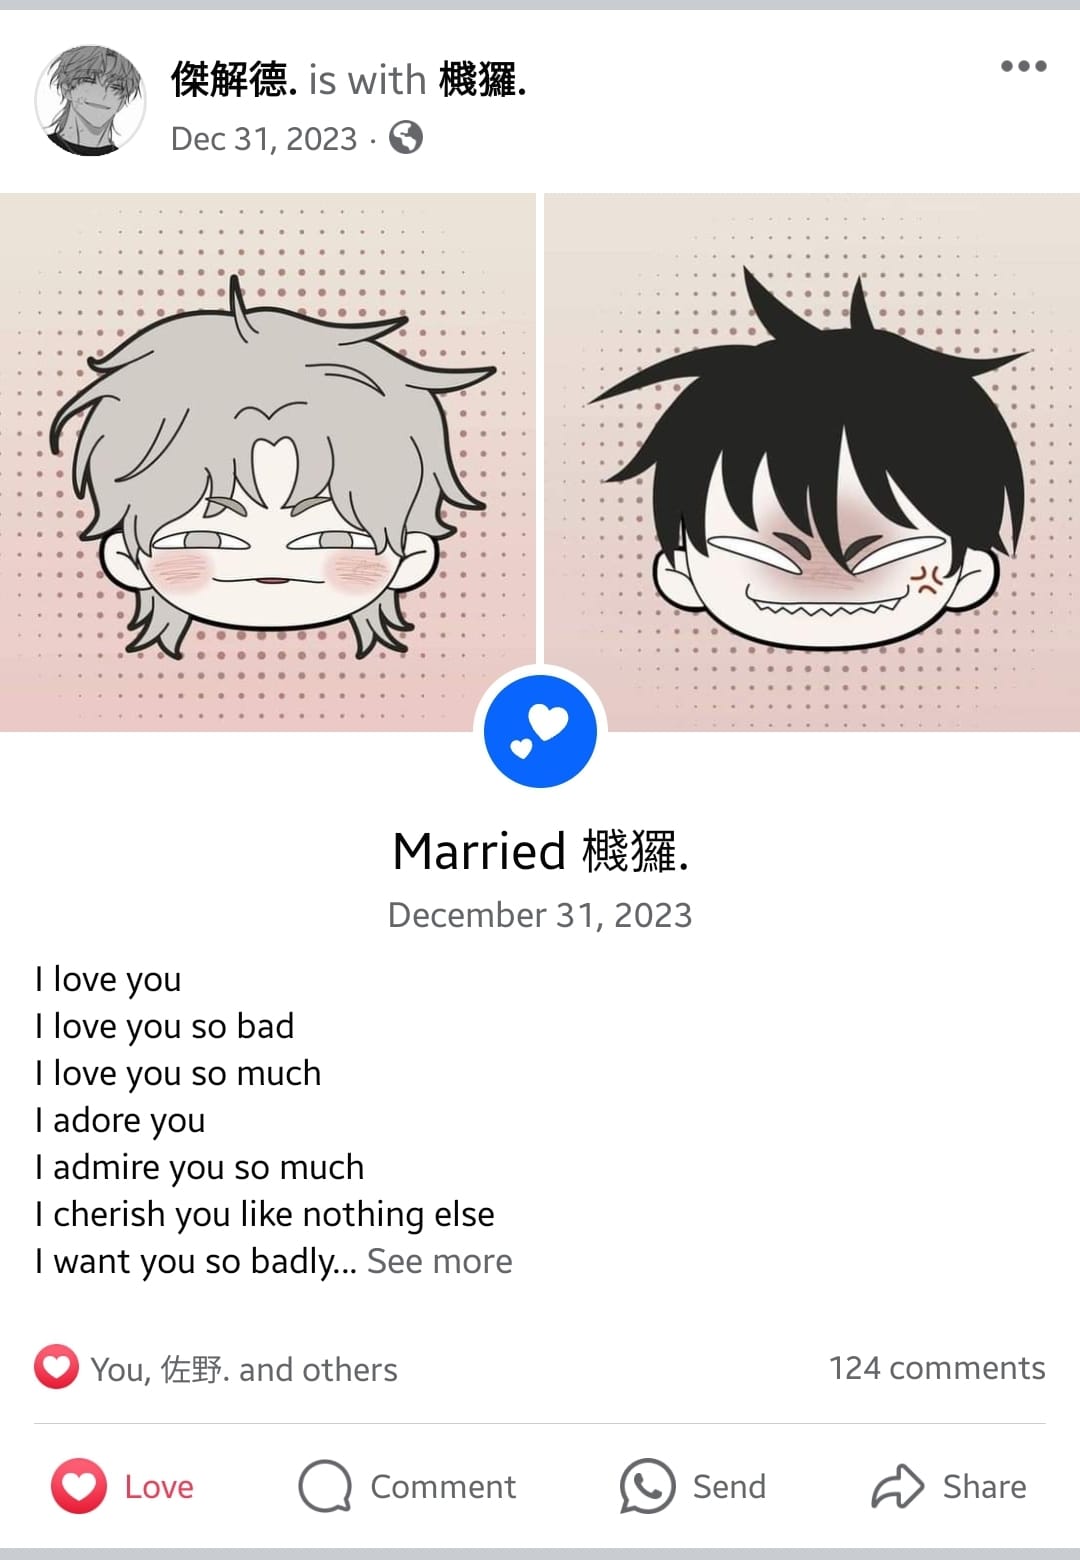 傑解德. is with 機玀.
Dec 31, 2023 ·
Married 機玀.
December 31, 2023
I love you
I love you so bad
I love you so much
I adore you
I admire you so much
I cherish you like nothing else
I want you so badly... See more
You, 佐野. and others
124 comments
Love
Comment
Send
Share